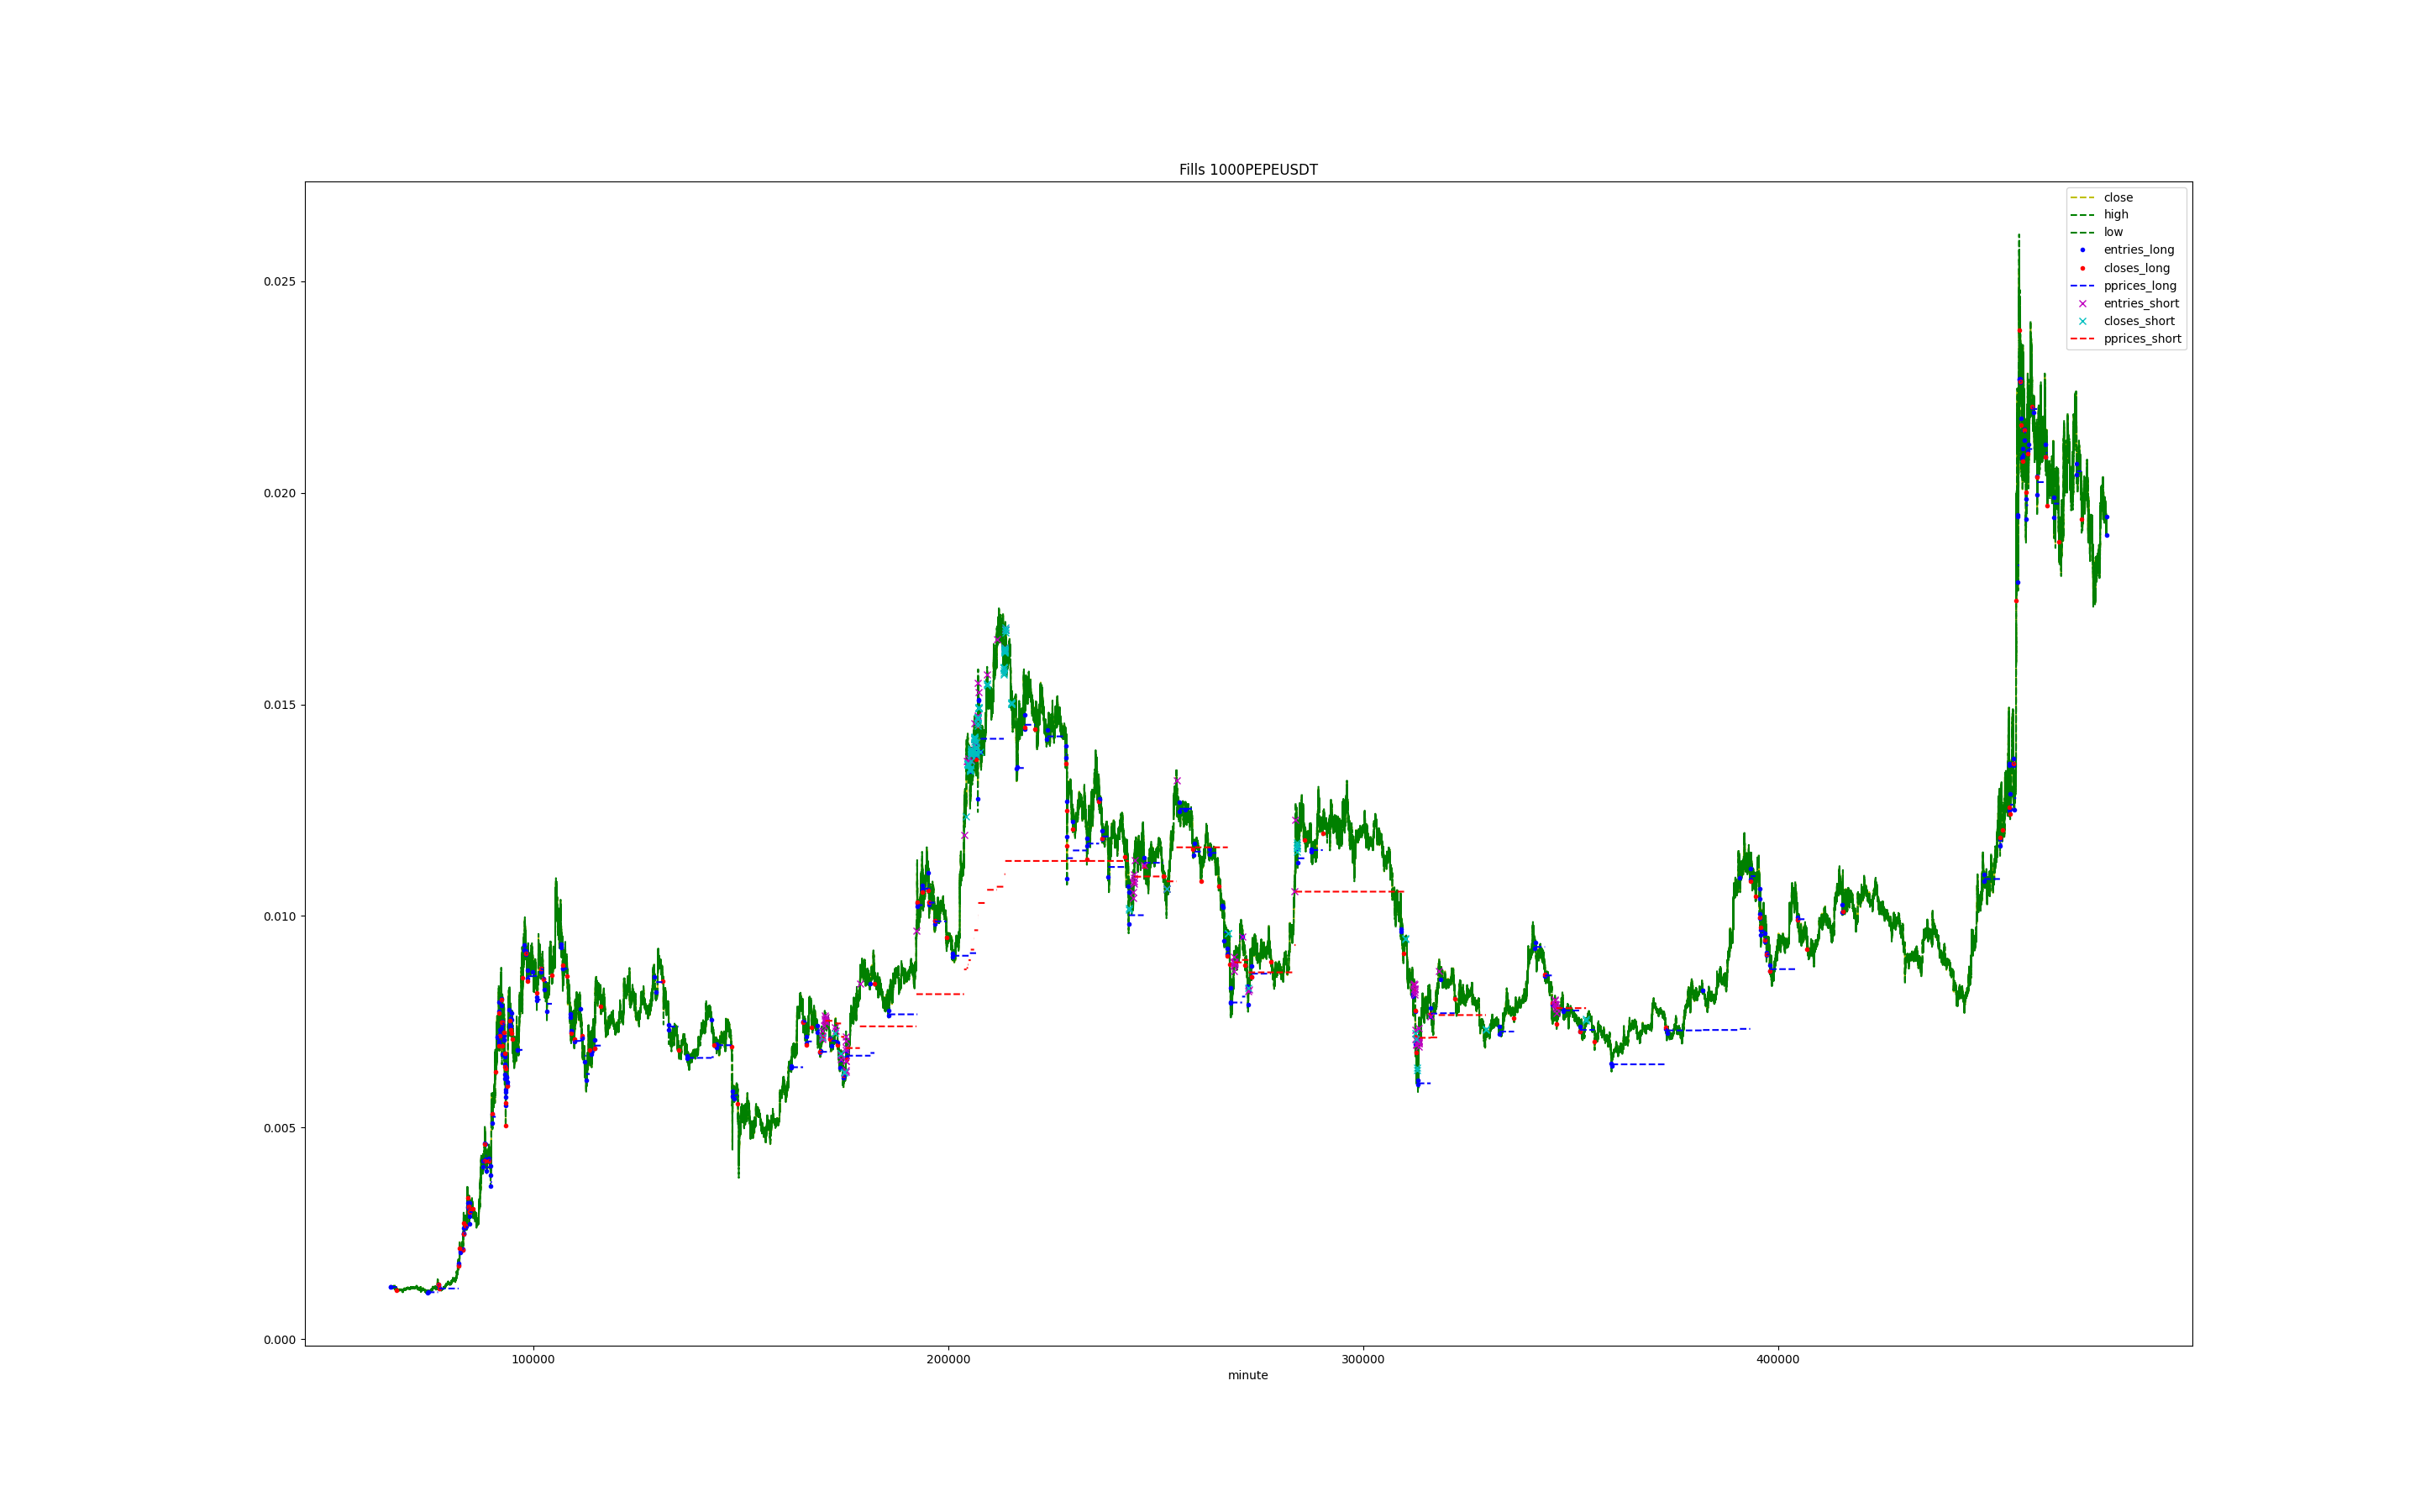 Fills 1000PEPEUSDT
close
high
low
entries_long
closes_long
pprices_long
entries_short
closes_short
pprices_short
0.025
0.020
0.015
0.010
0.005
0.000
100000
200000
300000
400000
minute